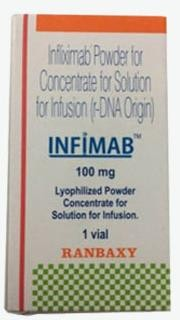 Infliximab Powder for
Concentrate for Solution
for Infusion (r-DNA Origin)
INFIMAB™
100 mg
Lyophilized Powder
Concentrate for
Solution for Infusion.
1 vial
RANBAXY